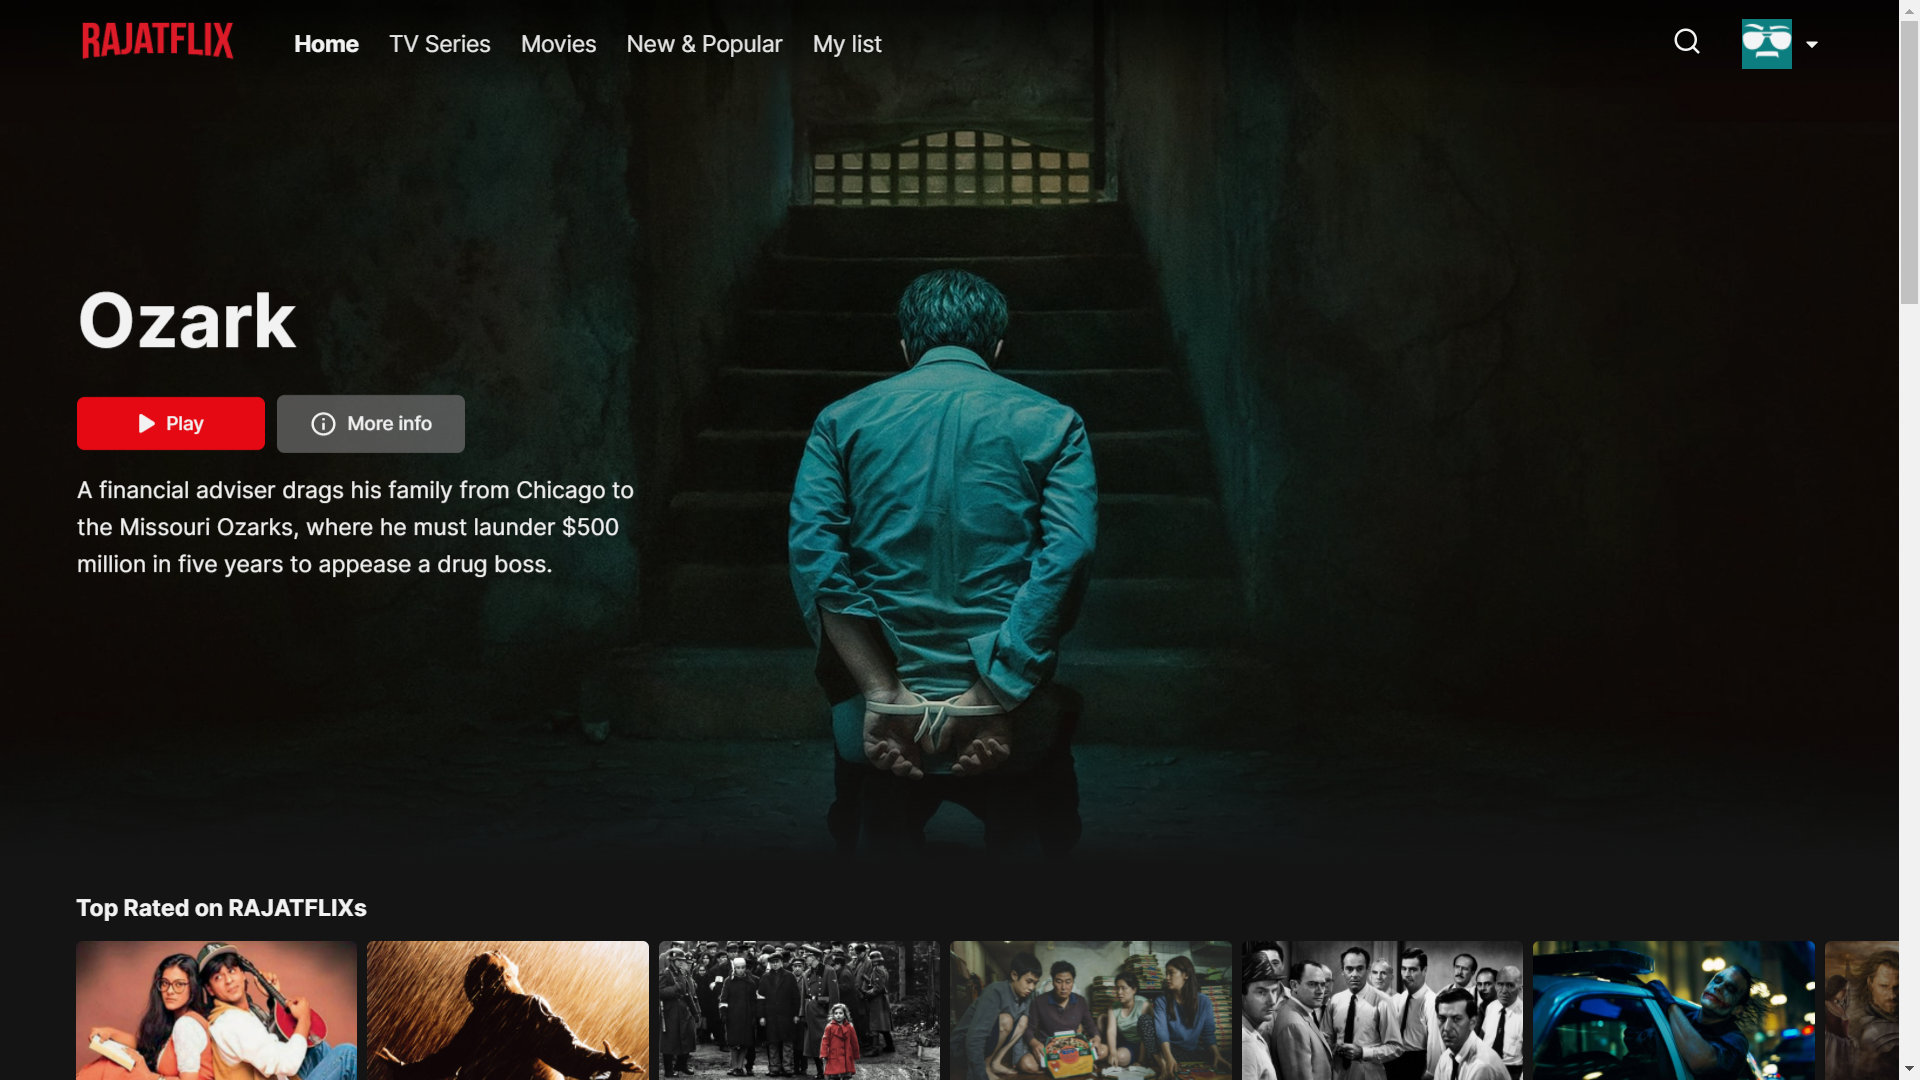 RAJATFLIX
Home
TV Series
Movies
New & Popular
My list
Ozark
Play
More info
A financial adviser drags his family from Chicago to
the Missouri Ozarks, where he must launder $500
million in five years to appease a drug boss.
Top Rated on RAJATFLIXs